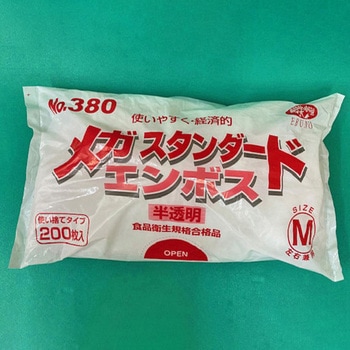 No.380
使いやすく・経済的
EBUNO
メガスタンダード
エンボス
半透明
使い捨てタイプ
200枚入
食品衛生規格合格品
OPEN
SIZE
M